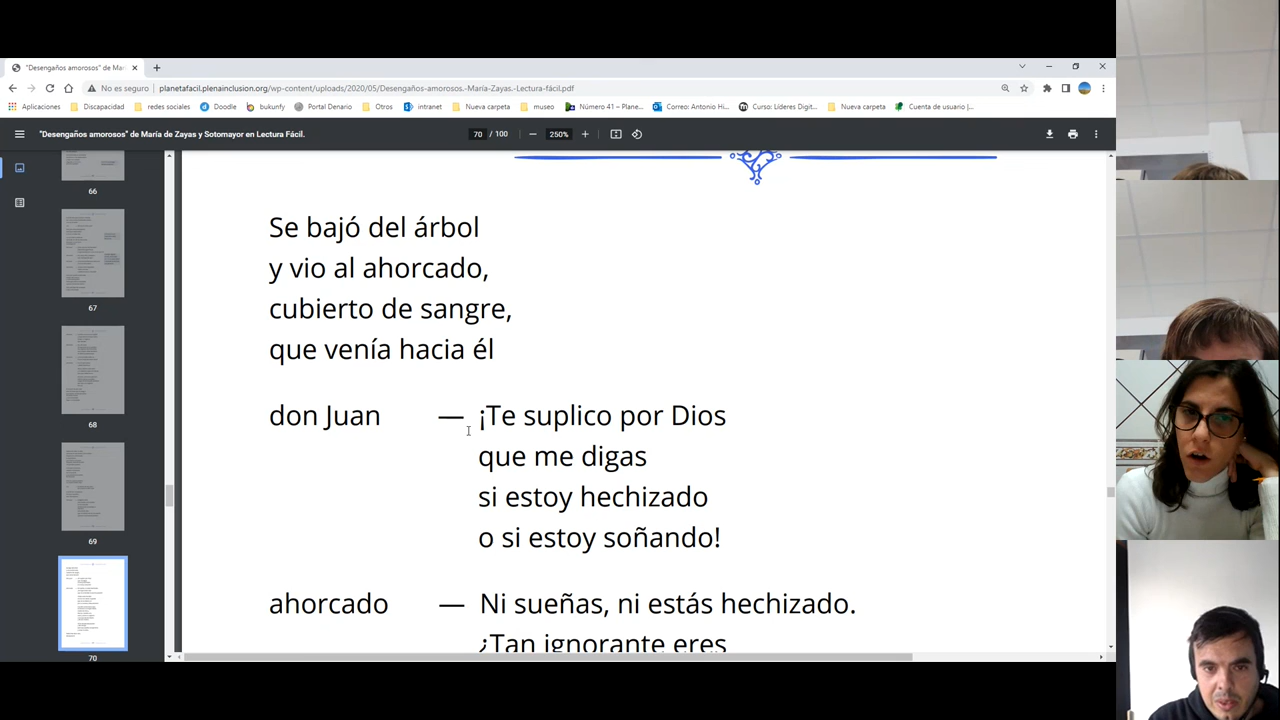 "Desengaños amorosos" de Mar
No es seguro
planetafacil.plenainclusion.org/wp-content/uploads/2020/05/Desengaños-amorosos.-María-Zayas.-Lectura-fácil.pdf
Aplicaciones
Discapacidad
redes sociales
Doodle
bukunfy
Portal Denario
Otros
intranet
Nueva carpeta
museo
Número 41 – Plane...
Correo: Antonio Hi...
Curso: Líderes Digit...
Nueva carpeta
Cuenta de usuario|...
"Desengaños amorosos" de María de Zayas y Sotomayor en Lectura Fácil.
70 / 100
250%
66
67
68
69
70
Se bajó del árbol
y vio al ahorcado,
cubierto de sangre,
que venía hacia él
don Juan — ¡Te suplico por Dios
que me digas
si estoy hechizado
o si estoy soñando!
ahorcado — Ni sueñas, ni estás hechizado.
¿Tan ignorante eres